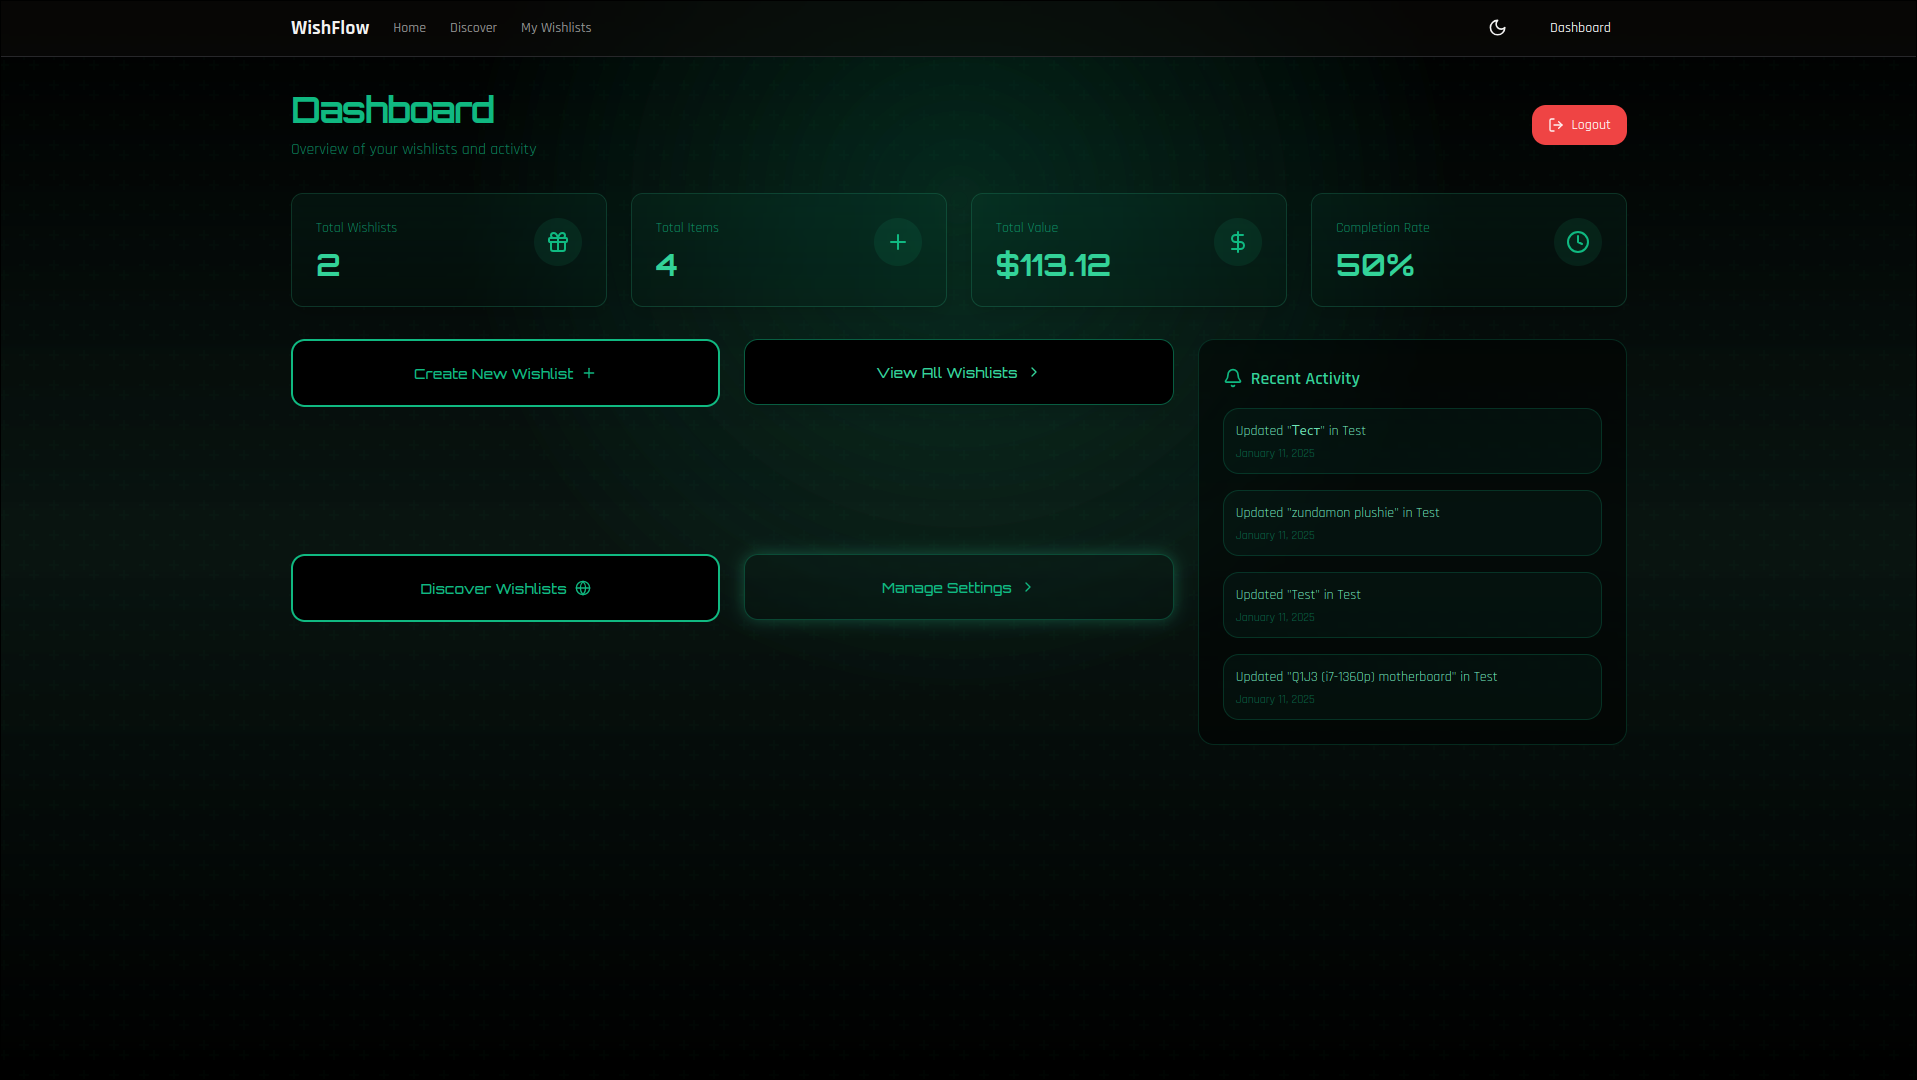 WishFlow
Home
Discover
My Wishlists
Dashboard
Dashboard
Overview of your wishlists and activity
Logout
Total Wishlists
2
Total Items
4
Total Value
$113.12
Completion Rate
50%
Create New Wishlist
View All Wishlists
Discover Wishlists
Manage Settings
Recent Activity
Updated "Тест" in Test
January 11, 2025
Updated "zundamon plushie" in Test
January 11, 2025
Updated "Test" in Test
January 11, 2025
Updated "Q1J3 (i7-1360p) motherboard" in Test
January 11, 2025